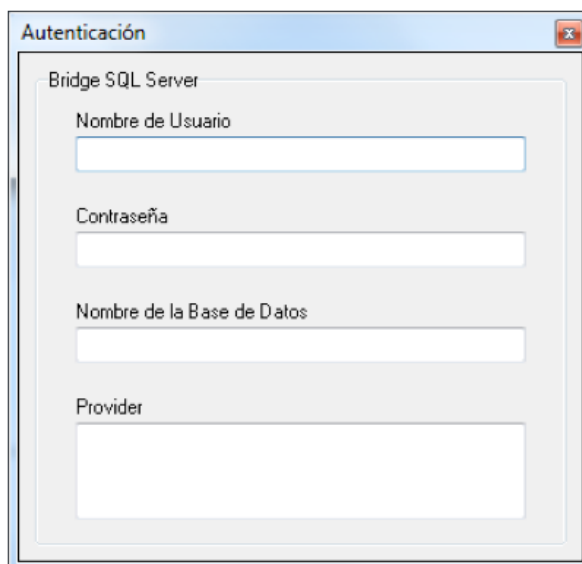 Autenticación
Bridge SQL Server
Nombre de Usuario
Contraseña
Nombre de la Base de Datos
Provider